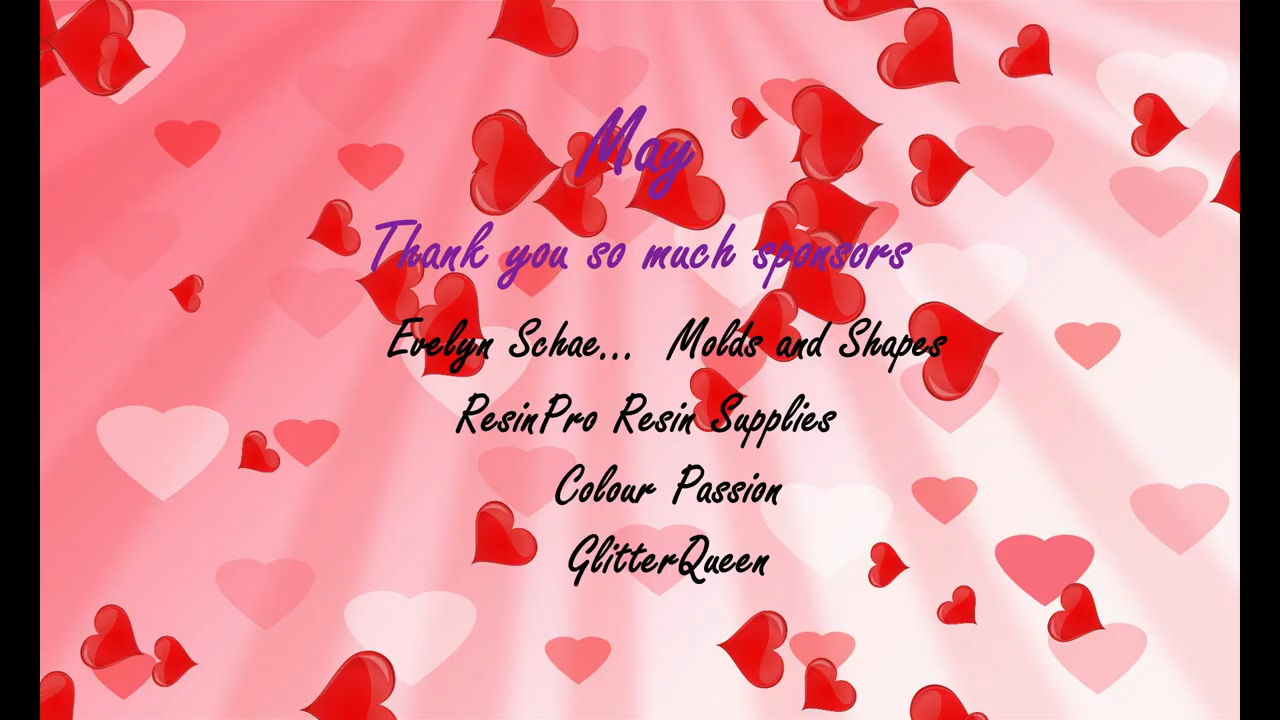 May
Thank you so much sponsors
Evelyn Schae... Molds and Shapes
ResinPro Resin Supplies
Colour Passion
GlitterQueen